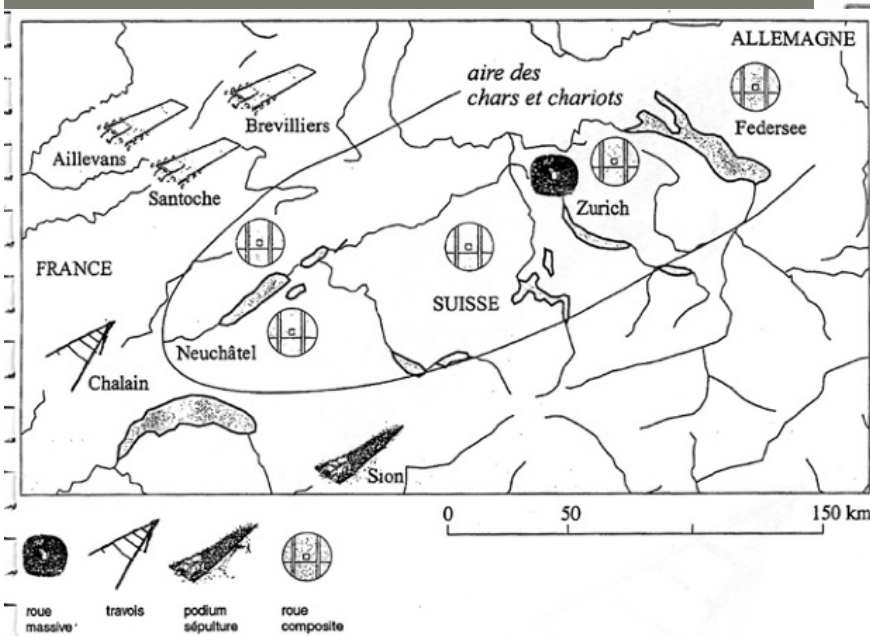 ALLEMAGNE
aire des
chars et chariots
Federsee
Brevilliers
Aillevans
Santoche
Zurich
FRANCE
SUISSE
Neuchâtel
Chalain
Sion
0 50 150 km
roue
massive
travois
podium
sépulture
roue
composite